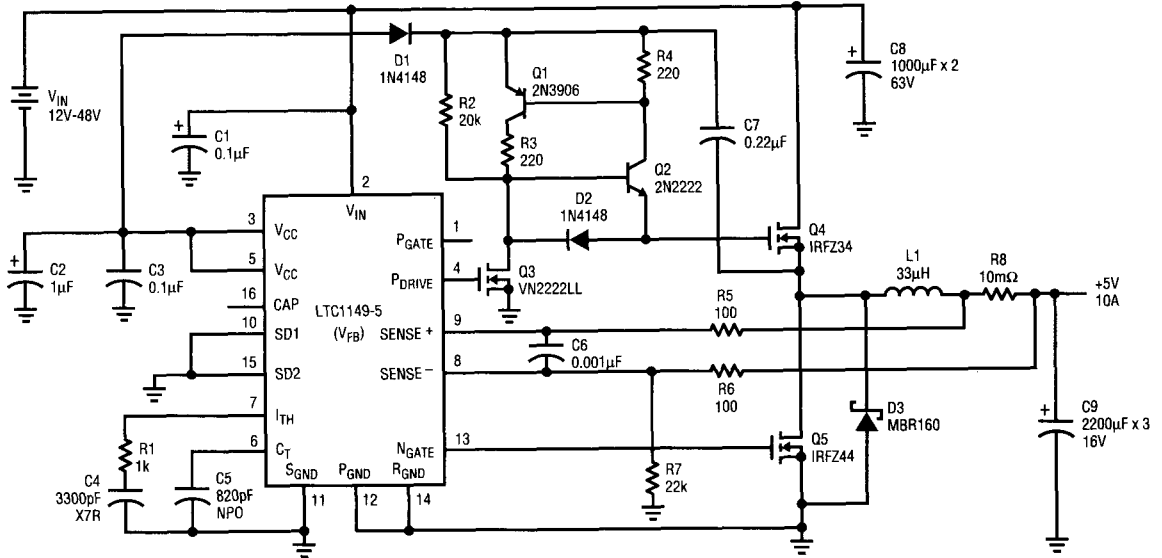 V_IN
12V-48V
C1
0.1µF
D1
1N4148
R2
20k
Q1
2N3906
R3
220
R4
220
C7
0.22µF
C8
1000µF x 2
63V
Q2
2N2222
D2
1N4148
2
V_IN
3
V_CC
5
V_CC
16
CAP
10
SD1
15
SD2
7
I_TH
6
C_T
LTC1149-5
(V_FB)
P_GATE
1
P_DRIVE
4
SENSE +
9
SENSE –
8
N_GATE
13
S_GND
11
P_GND
12
R_GND
14
C2
1µF
C3
0.1µF
R1
1k
C4
3300pF
X7R
C5
820pF
NPO
Q3
VN2222LL
C6
0.001µF
R5
100
R6
100
R7
22k
Q4
IRFZ34
Q5
IRFZ44
L1
33µH
R8
10mΩ
+5V
10A
D3
MBR160
C9
2200µF x 3
16V
+
+
+
+